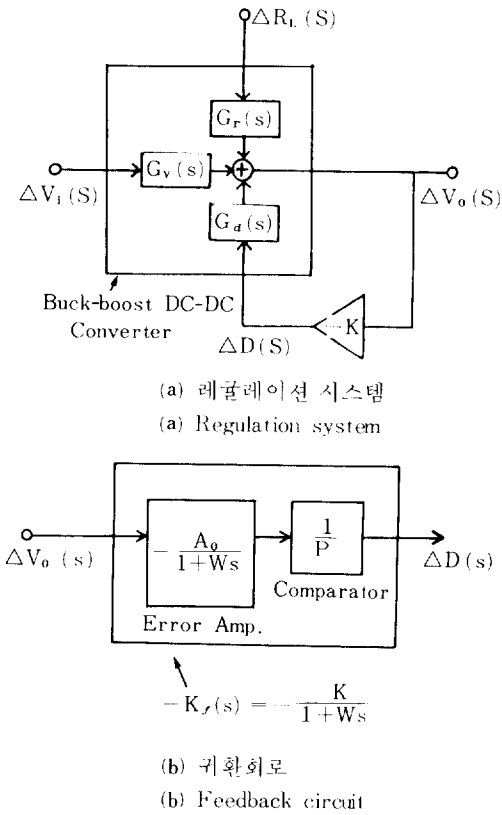 △R_L(S)
G_r(s)
G_v(s)
+
△V_i(S)
△V_o(S)
G_d(s)
Buck-boost DC-DC
Converter
-K
△D(S)
(a) 레귤레이션 시스템
(a) Regulation system
- A_0 / 1+Ws
1 / P
△V_o (s)
△D(s)
Comparator
Error Amp.
-K_f(s) = - K / 1+Ws
(b) 귀환회로
(b) Feedback circuit